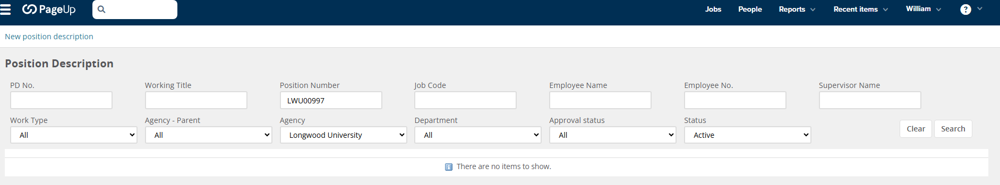 PageUp Jobs People Reports Recent items William ?
New position description
Position Description
PD No. Working Title Position Number Job Code Employee Name Employee No. Supervisor Name
LWU00997
Work Type Agency - Parent Agency Department Approval status Status
All All Longwood University All All Active Clear Search
i There are no items to show.